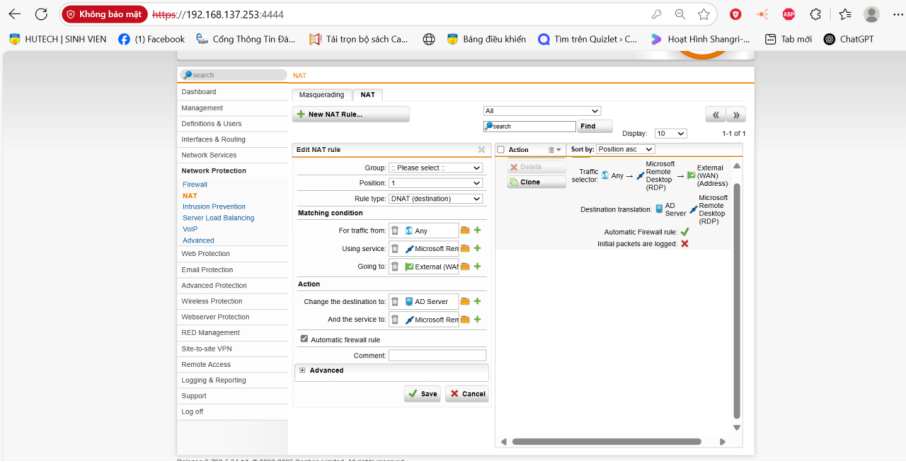 Không bảo mật https://192.168.137.253:4444
HUTECH | SINH VIEN (1) Facebook Cổng Thông Tin Đà... Tải trọn bộ sách Ca... Bảng điều khiển Tìm trên Quizlet › C... Hoạt Hình Shangri-... Tab mới ChatGPT
search
Dashboard
Management
Definitions & Users
Interfaces & Routing
Network Services
Network Protection
Firewall
NAT
Intrusion Prevention
Server Load Balancing
VoIP
Advanced
Web Protection
Email Protection
Advanced Protection
Wireless Protection
Webserver Protection
RED Management
Site-to-site VPN
Remote Access
Logging & Reporting
Support
Log off
NAT
Masquerading NAT
New NAT Rule...
All
search Find
Display: 10 1-1 of 1
Edit NAT rule
Group: :: Please select ::
Position: 1
Rule type: DNAT (destination)
Matching condition
For traffic from: Any
Using service: Microsoft Ren
Going to: External (WAN
Action
Change the destination to: AD Server
And the service to: Microsoft Ren
Automatic firewall rule
Comment:
Advanced
Save Cancel
Action Sort by: Position asc
Delete
Clone
Traffic selector: Any → Microsoft Remote Desktop (RDP) → External (WAN) (Address)
Destination translation: AD Server Microsoft Remote Desktop (RDP)
Automatic Firewall rule:
Initial packets are logged: